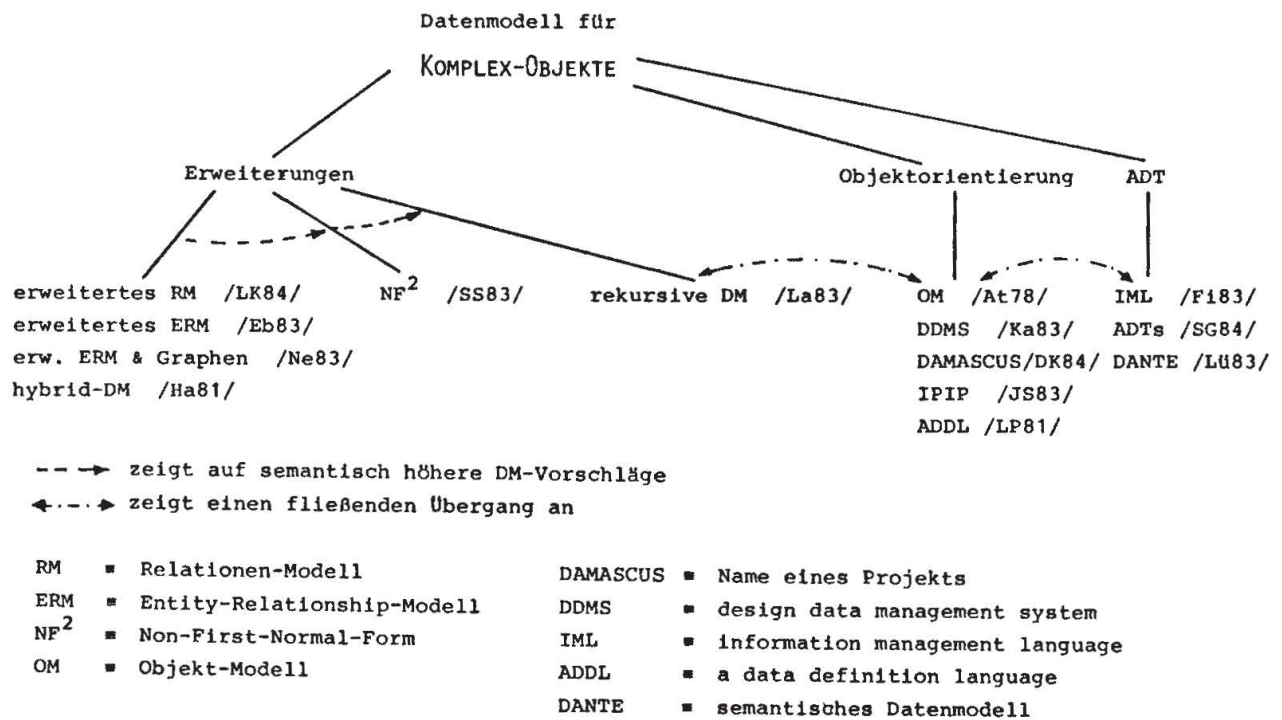 Datenmodell für
KOMPLEX-OBJEKTE
Erweiterungen
Objektorientierung ADT
erweitertes RM /LK84/ NF² /SS83/ rekursive DM /La83/ OM /At78/ IML /Fi83/
erweitertes ERM /Eb83/ DDMS /Ka83/ ADTs /SG84/
erw. ERM & Graphen /Ne83/ DAMASCUS/DK84/ DANTE /Lü83/
hybrid-DM /Ha81/ IPIP /JS83/
ADDL /LP81/
zeigt auf semantisch höhere DM-Vorschläge
zeigt einen fließenden Übergang an
RM = Relationen-Modell
ERM = Entity-Relationship-Modell
NF² = Non-First-Normal-Form
OM = Objekt-Modell
DAMASCUS = Name eines Projekts
DDMS = design data management system
IML = information management language
ADDL = a data definition language
DANTE = semantisches Datenmodell